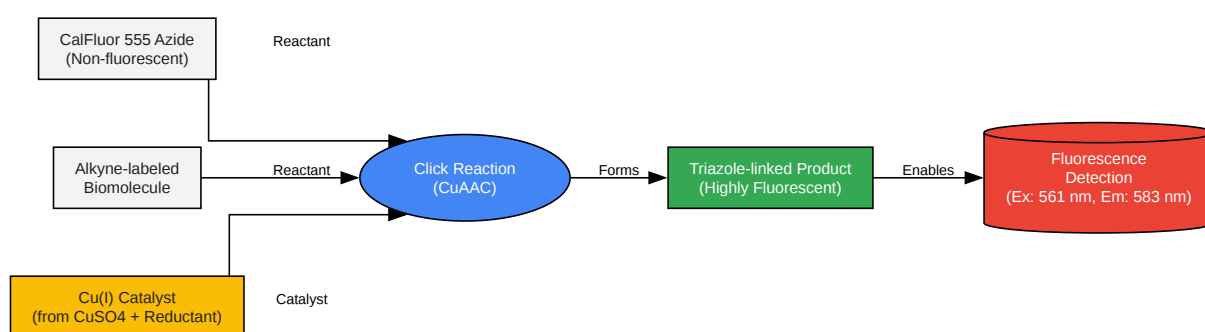 CalFluor 555 Azide
(Non-fluorescent)
Reactant
Alkyne-labeled
Biomolecule
Reactant
Cu(I) Catalyst
(from CuSO4 + Reductant)
Catalyst
Click Reaction
(CuAAC)
Forms
Triazole-linked Product
(Highly Fluorescent)
Enables
Fluorescence
Detection
(Ex: 561 nm, Em: 583 nm)